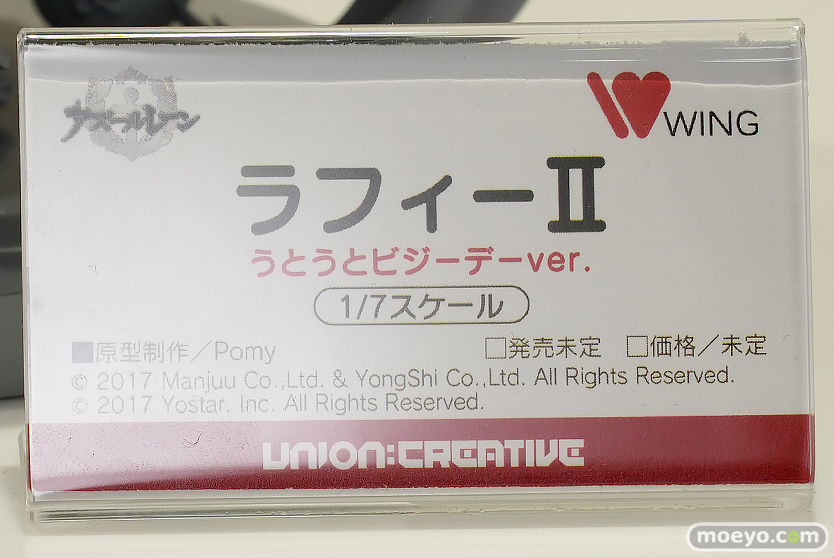 アズールレーン
WING
ラフィーⅡ
うとうとビジーデーver.
1/7スケール
■原型制作／Pomy □発売未定 □価格／未定
© 2017 Manjuu Co.,Ltd. & YongShi Co.,Ltd. All Rights Reserved.
© 2017 Yostar, Inc. All Rights Reserved.
UNION:CREATIVE
moeyo.com